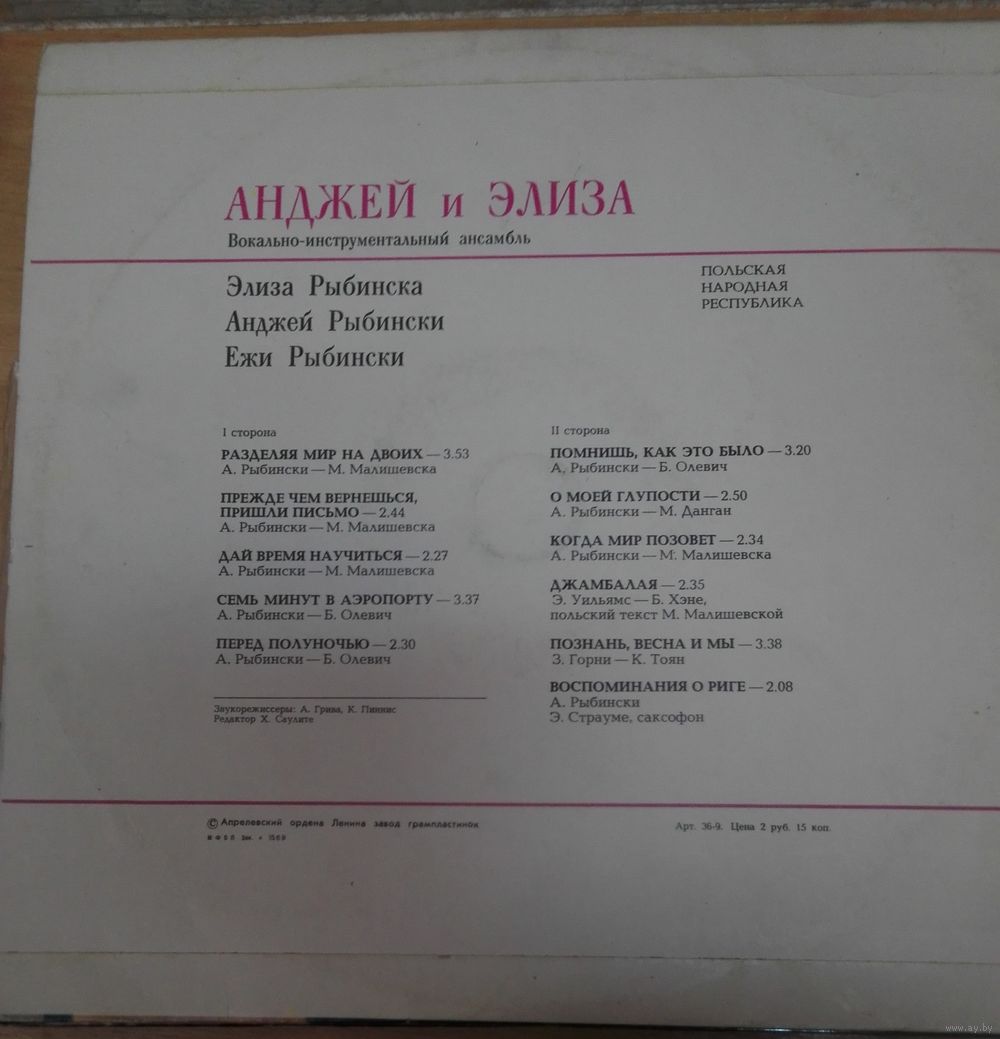 АНДЖЕЙ и ЭЛИЗА
Вокально-инструментальный ансамбль
Элиза Рыбинска
Анджей Рыбински
Ежи Рыбински
ПОЛЬСКАЯ
НАРОДНАЯ
РЕСПУБЛИКА
I сторона
РАЗДЕЛЯЯ МИР НА ДВОИХ — 3.53
А. Рыбински — М. Малишевска
ПРЕЖДЕ ЧЕМ ВЕРНЕШЬСЯ,
ПРИШЛИ ПИСЬМО — 2.44
А. Рыбински — М. Малишевска
ДАЙ ВРЕМЯ НАУЧИТЬСЯ — 2.27
А. Рыбински — М. Малишевска
СЕМЬ МИНУТ В АЭРОПОРТУ — 3.37
А. Рыбински — Б. Олевич
ПЕРЕД ПОЛУНОЧЬЮ — 2.30
А. Рыбински — Б. Олевич
Звукорежиссеры: А. Грива, К. Пиннис
Редактор Х. Саулите
II сторона
ПОМНИШЬ, КАК ЭТО БЫЛО — 3.20
А. Рыбински — Б. Олевич
О МОЕЙ ГЛУПОСТИ — 2.50
А. Рыбински — М. Данган
КОГДА МИР ПОЗОВЕТ — 2.34
А. Рыбински — М. Малишевска
ДЖАМБАЛАЯ — 2.35
Э. Уильямс — Б. Хэне,
польский текст М. Малишевской
ПОЗНАНЬ, ВЕСНА И МЫ — 3.38
З. Горни — К. Тоян
ВОСПОМИНАНИЯ О РИГЕ — 2.08
А. Рыбински
Э. Страуме, саксофон
© Апрелевский ордена Ленина завод грампластинок
Арт. 36-9. Цена 2 руб. 15 коп.
www.ay.by